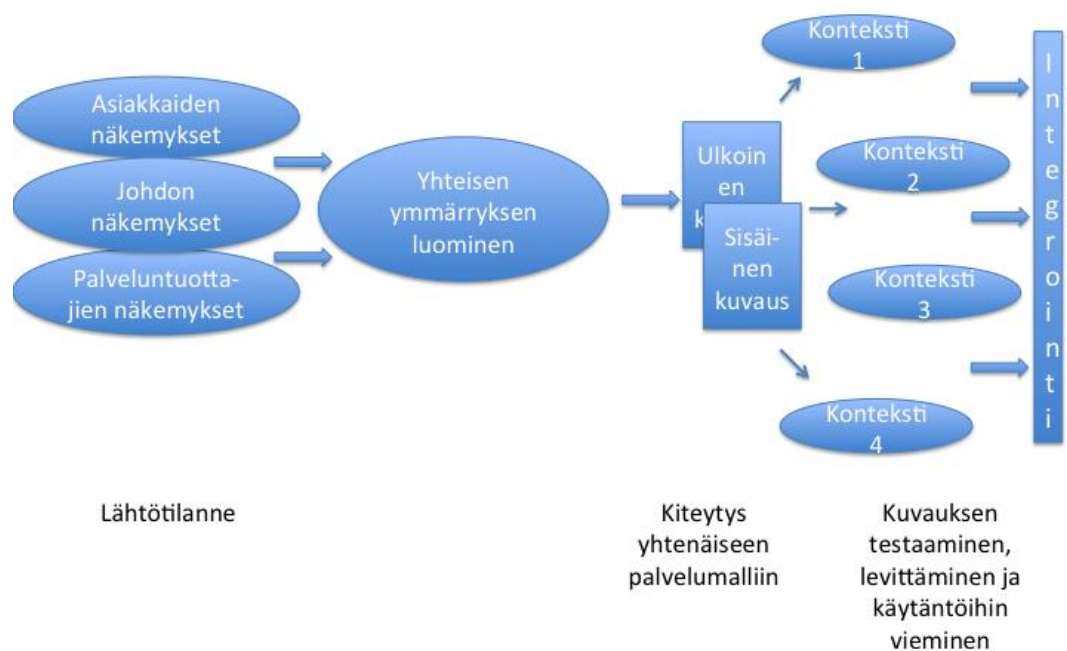 Asiakkaiden
näkemykset
Johdon
näkemykset
Palveluntuotta-
jien näkemykset
Yhteisen
ymmärryksen
luominen
Ulkoin
en
k
Sisäi-
nen
kuvaus
Konteksti
1
Konteksti
2
Konteksti
3
Konteksti
4
Integrointi
Lähtötilanne
Kiteytys
yhtenäiseen
palvelumalliin
Kuvauksen
testaaminen,
levittäminen ja
käytäntöihin
vieminen